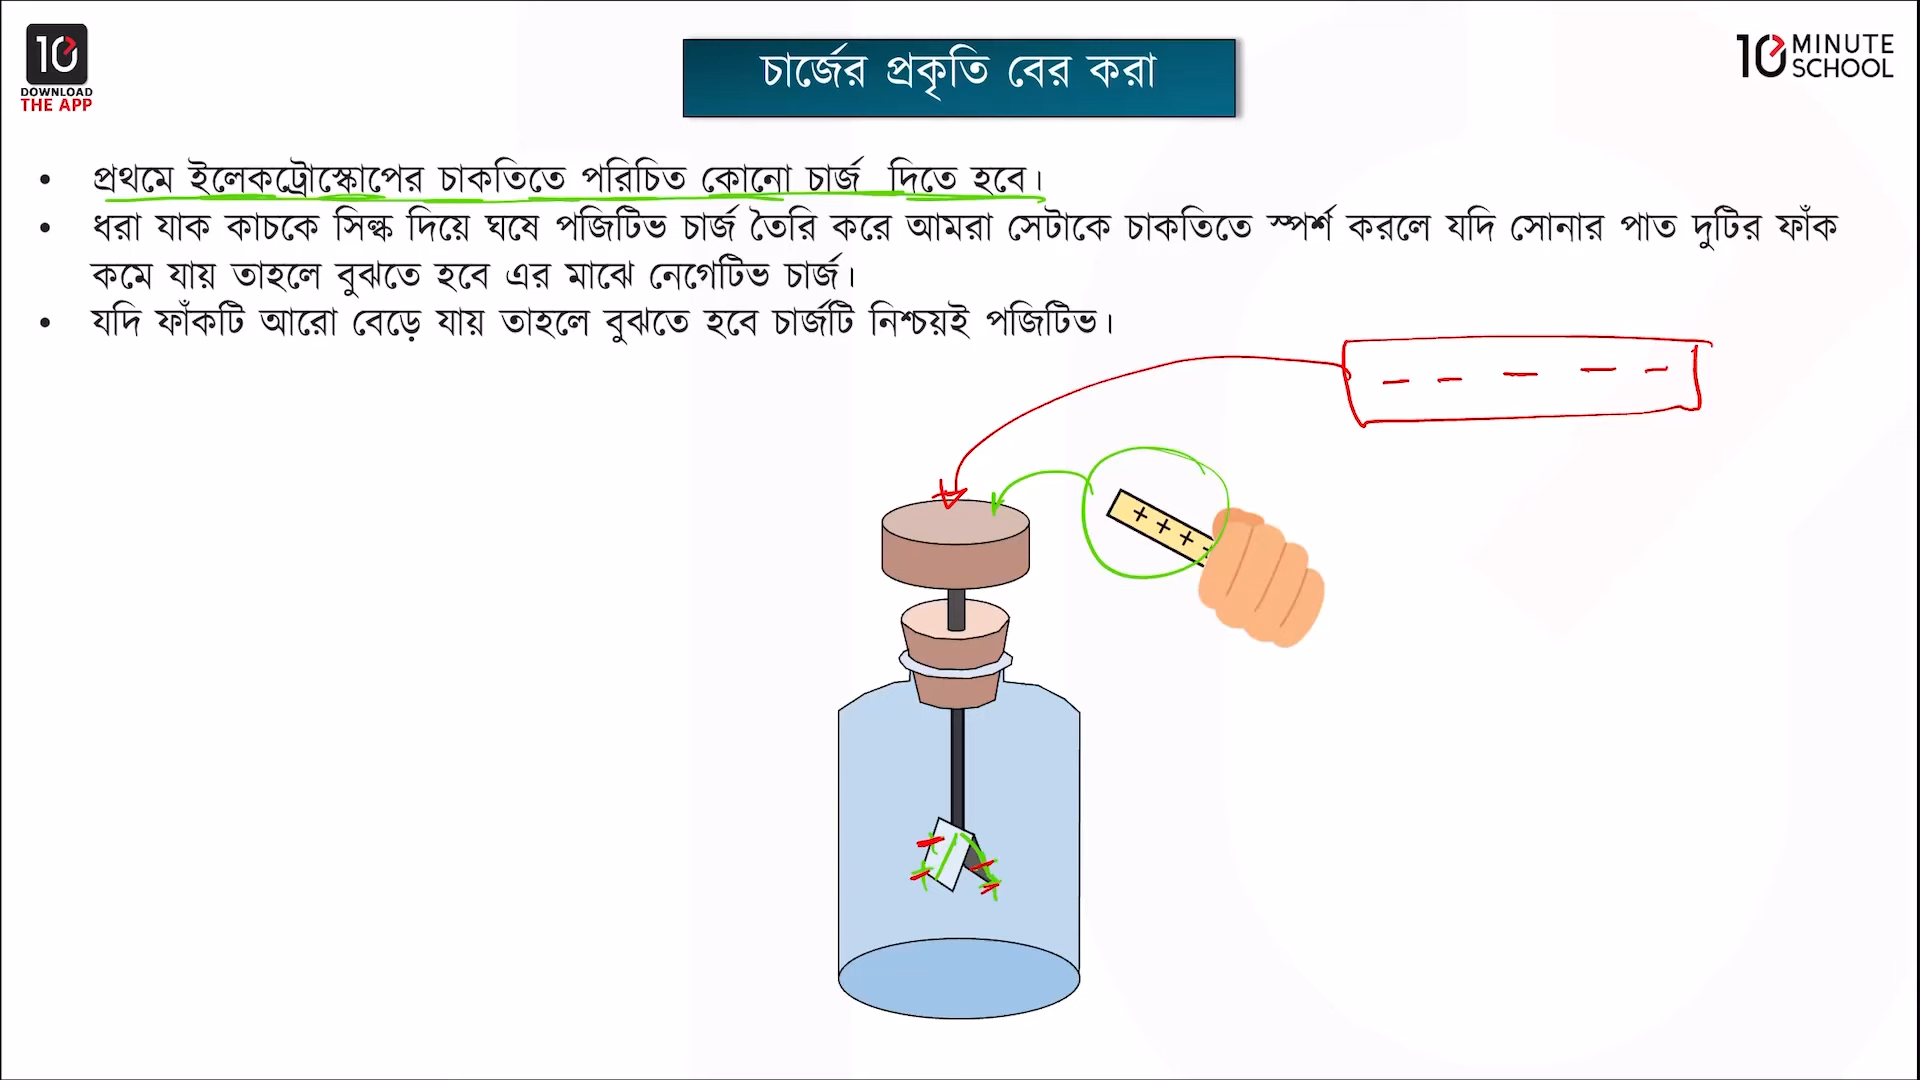 10
DOWNLOAD
THE APP
চার্জের প্রকৃতি বের করা
10 MINUTE
SCHOOL
• প্রথমে ইলেকট্রোস্কোপের চাকতিতে পরিচিত কোনো চার্জ দিতে হবে।
• ধরা যাক কাচকে সিল্ক দিয়ে ঘষে পজিটিভ চার্জ তৈরি করে আমরা সেটাকে চাকতিতে স্পর্শ করলে যদি সোনার পাত দুটির ফাঁক
কমে যায় তাহলে বুঝতে হবে এর মাঝে নেগেটিভ চার্জ।
• যদি ফাঁকটি আরো বেড়ে যায় তাহলে বুঝতে হবে চার্জটি নিশ্চয়ই পজিটিভ।
– – – – –
+ + + +